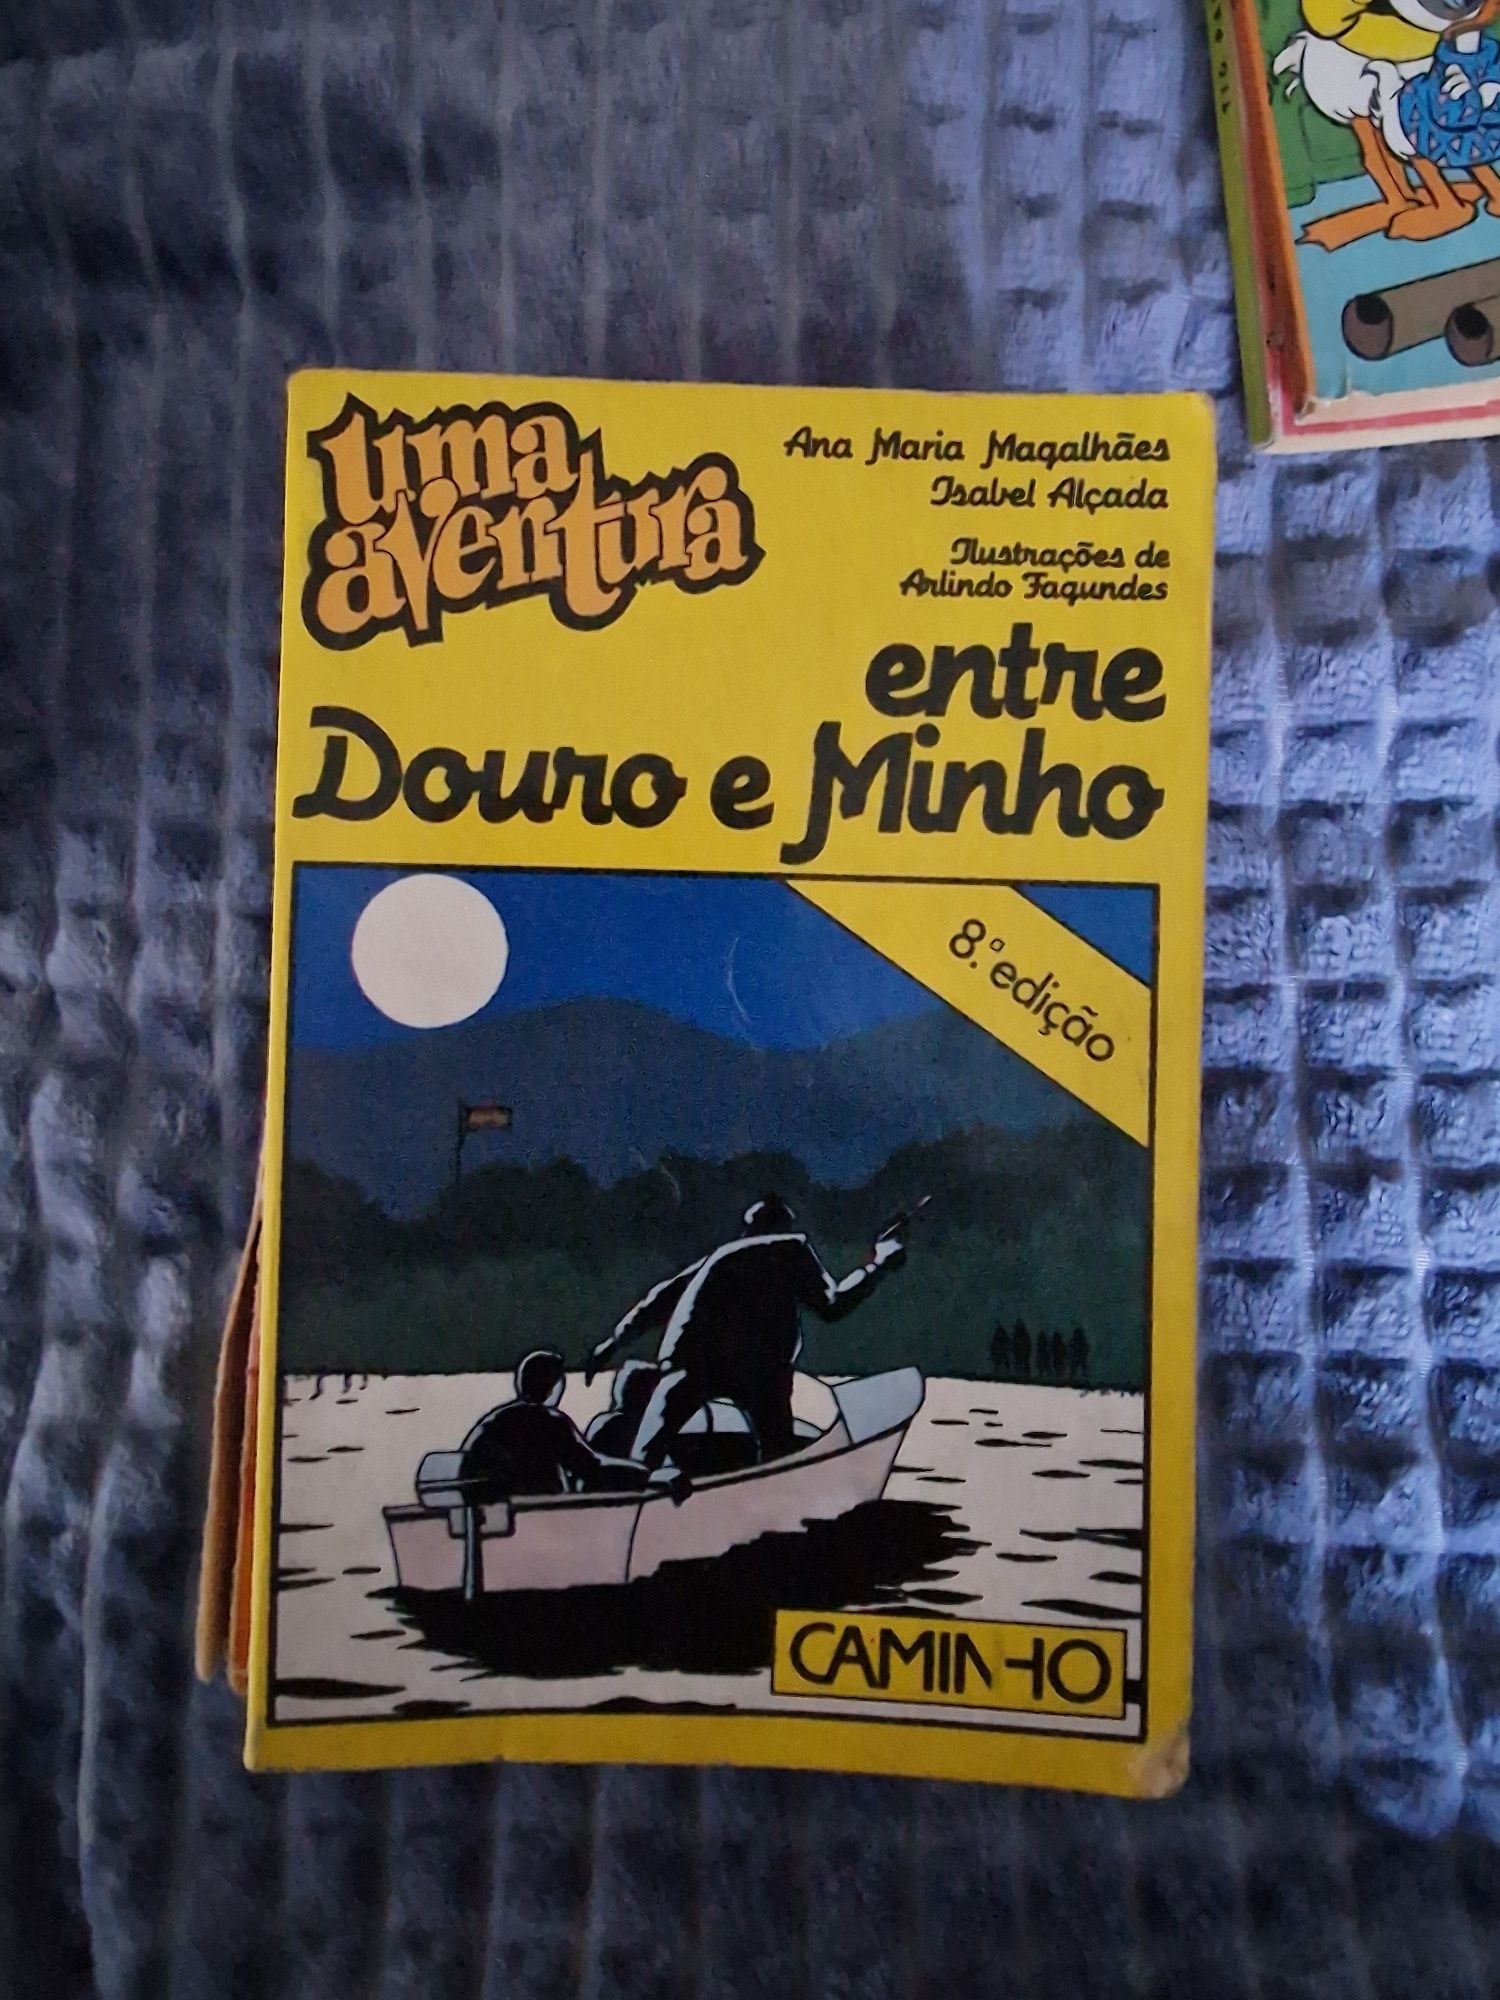 uma
aventura
Ana Maria Magalhães
Isabel Alçada
Ilustrações de
Arlindo Fagundes
entre
Douro e Minho
8.ª edição
CAMINHO